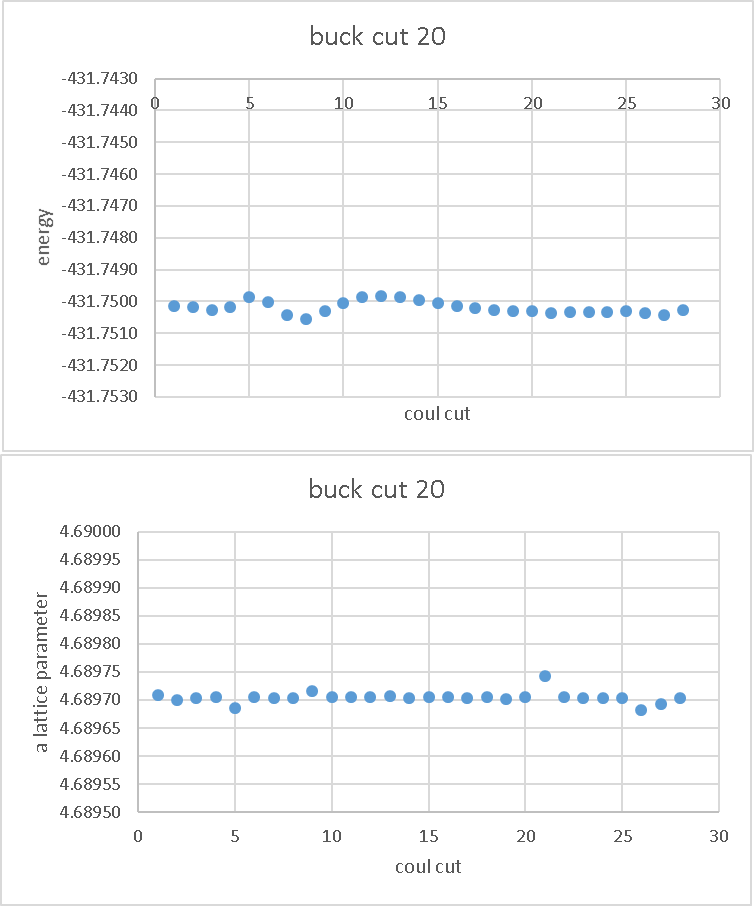 buck cut 20
-431.7430
0 5 10 15 20 25 30
-431.7440
-431.7450
-431.7460
-431.7470
-431.7480
-431.7490
-431.7500
-431.7510
-431.7520
-431.7530
energy
coul cut
buck cut 20
4.69000
4.68995
4.68990
4.68985
4.68980
4.68975
4.68970
4.68965
4.68960
4.68955
4.68950
a lattice parameter
0 5 10 15 20 25 30
coul cut